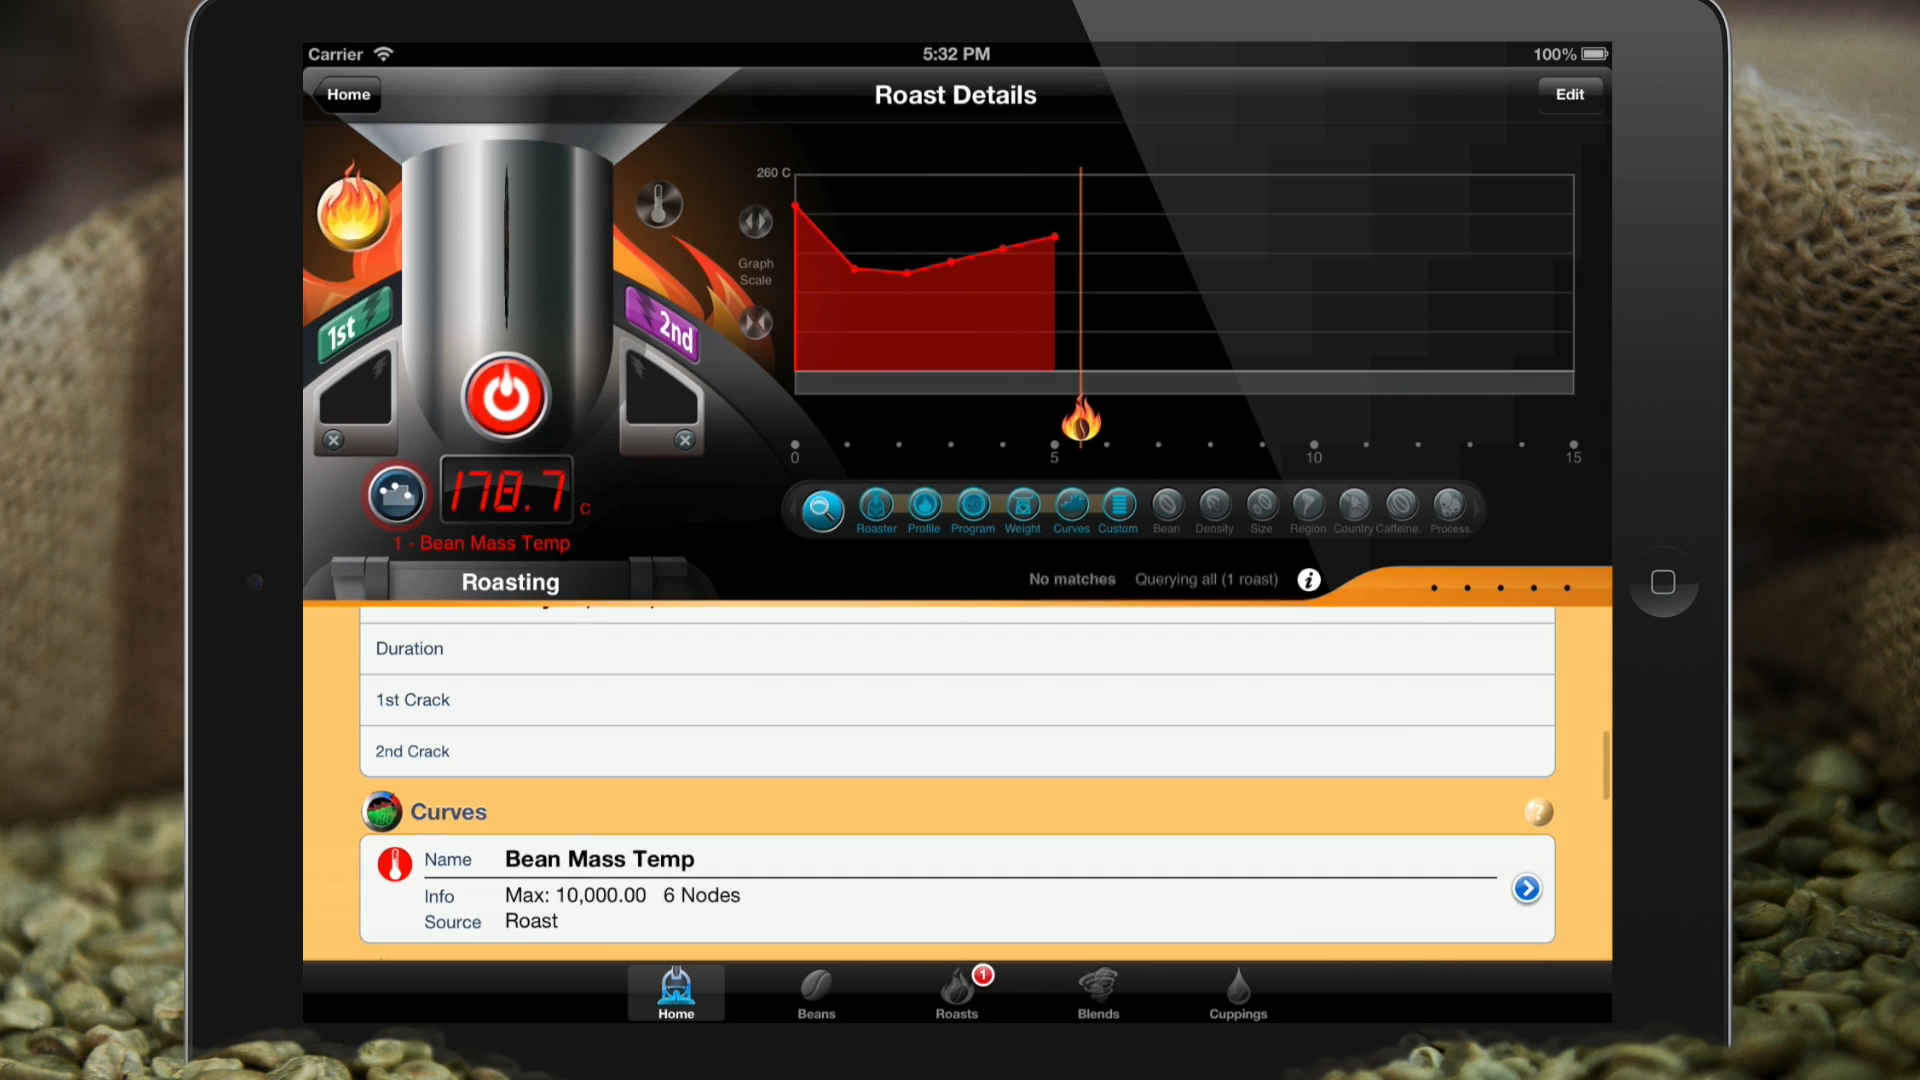 Carrier 5:32 PM 100%
Home Roast Details Edit
260 C
Graph
Scale
1st 2nd
0 5 10 15
178.7 C
1 - Bean Mass Temp
Roaster Profile Program Weight Curves Custom Bean Density Size Region Country Caffeine. Process.
Roasting No matches Querying all (1 roast) i
Duration
1st Crack
2nd Crack
Curves ?
Name Bean Mass Temp
Info Max: 10,000.00 6 Nodes
Source Roast
1
Home Beans Roasts Blends Cuppings